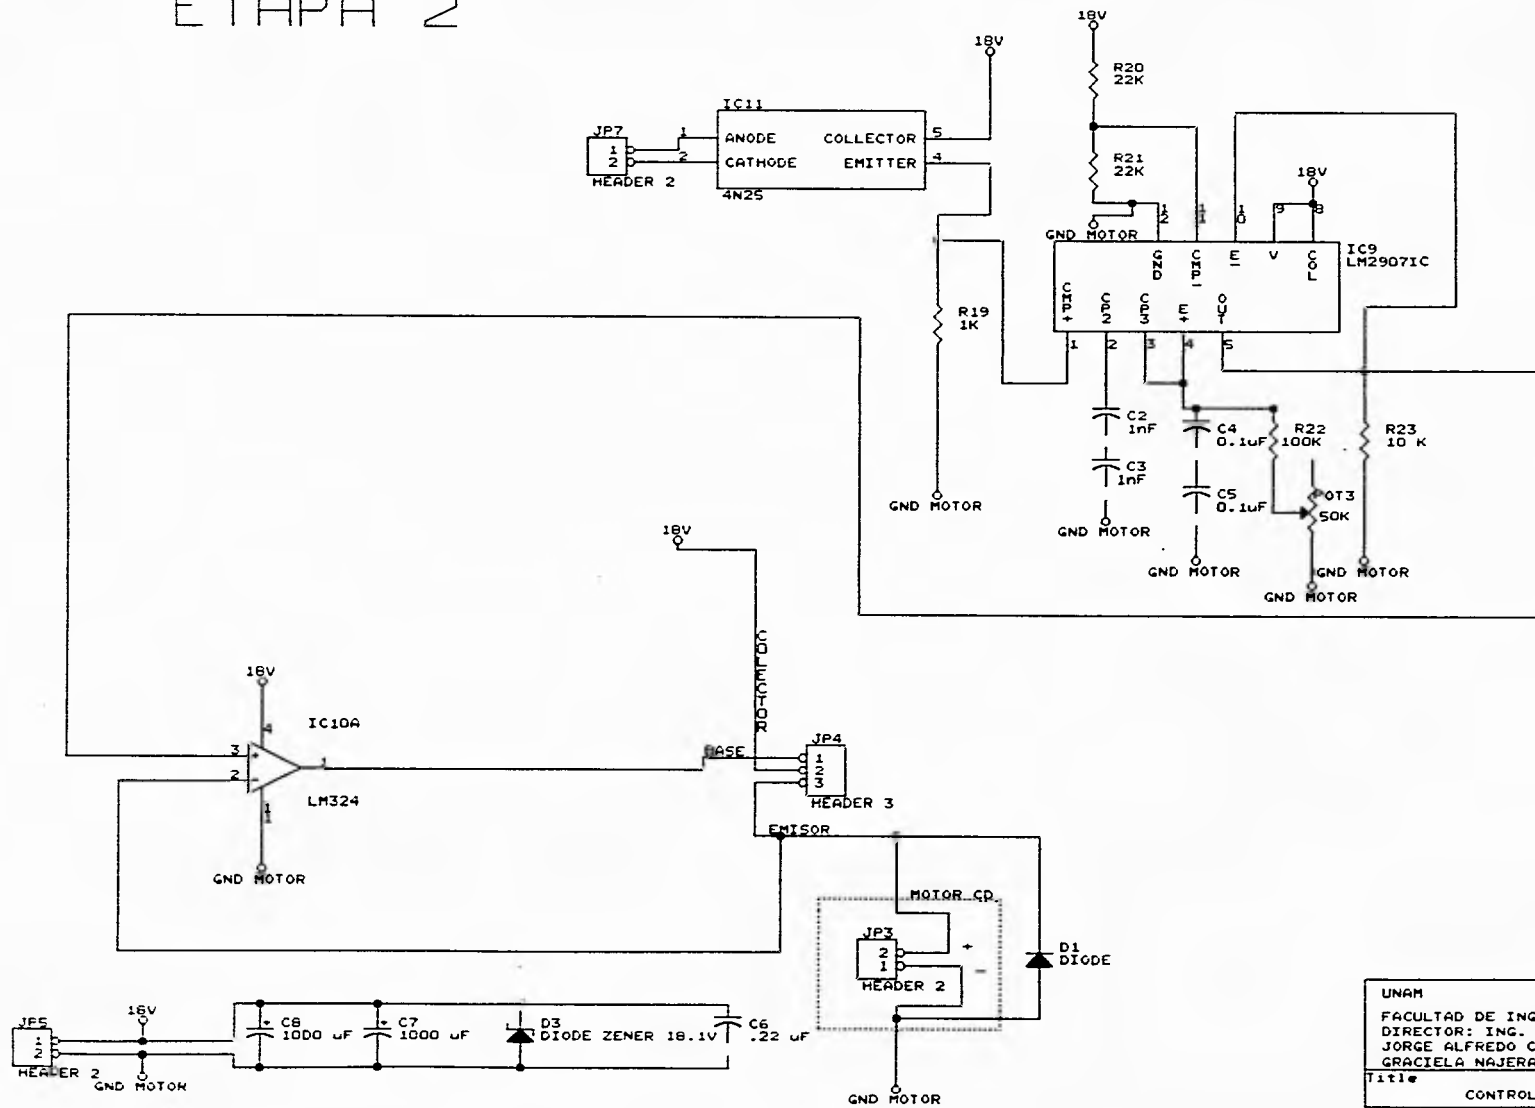 ETAPA 2
18V
18V
R20
22K
IC11
JP7
1
2
HEADER 2
1
2
ANODE
CATHODE
COLLECTOR
EMITTER
5
4
4N25
R21
22K
18V
GND MOTOR
12
11
10
9
8
GND
CMP-
E-
V
COL
IC9
LM2907IC
CMP+
CP2
CP3
E+
OUT
1
2
3
4
5
R19
1K
C2
1nF
C3
1nF
C4
0.1uF
C5
0.1uF
R22
100K
R23
10 K
POT3
50K
GND MOTOR
GND MOTOR
GND MOTOR
GND MOTOR
GND MOTOR
18V
COLECTOR
18V
IC10A
4
3
2
+
-
1
11
LM324
GND MOTOR
BASE
JP4
1
2
3
HEADER 3
EMISOR
MOTOR CD
JP3
2
1
HEADER 2
+
-
D1
DIODE
GND MOTOR
JP5
1
2
HEADER 2
18V
GND MOTOR
C8
1000 uF
C7
1000 uF
D3
DIODE ZENER 18.1V
C6
.22 uF
UNAM
FACULTAD DE ING
DIRECTOR: ING.
JORGE ALFREDO C
GRACIELA NAJERA
Title
CONTROL